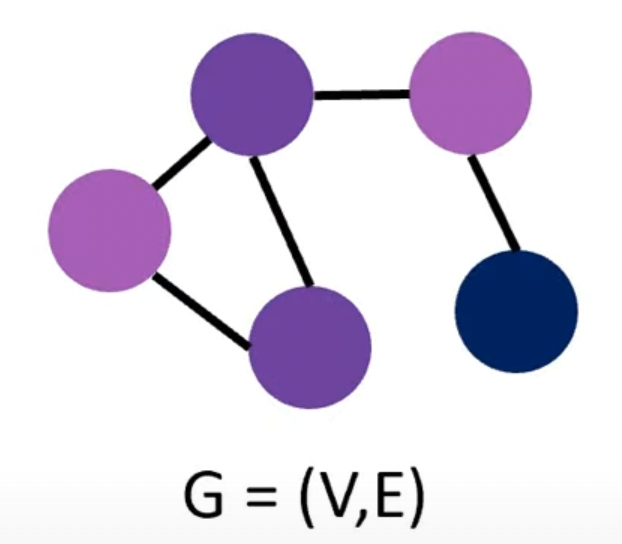 G = (V,E)